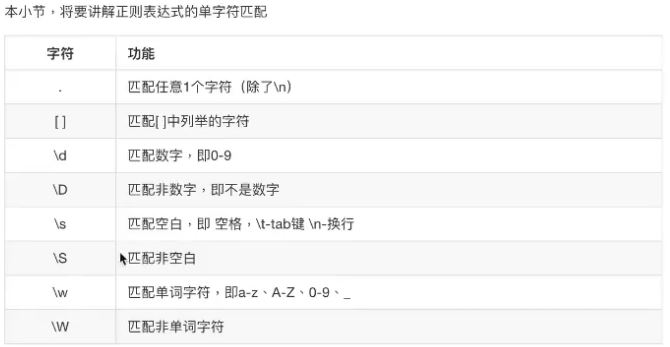 本小节，将要讲解正则表达式的单字符匹配
字符 功能
. 匹配任意1个字符（除了\n）
[ ] 匹配[ ]中列举的字符
\d 匹配数字，即0-9
\D 匹配非数字，即不是数字
\s 匹配空白，即 空格，\t-tab键 \n-换行
\S 匹配非空白
\w 匹配单词字符，即a-z、A-Z、0-9、_
\W 匹配非单词字符